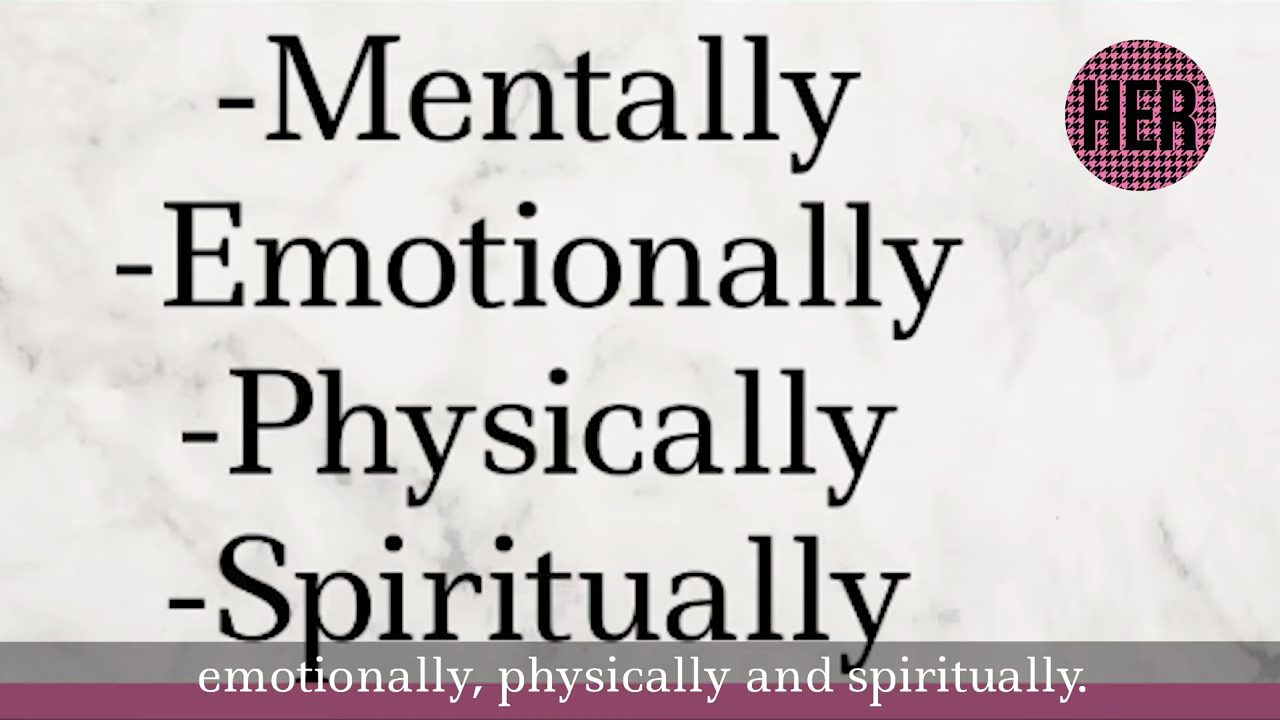 -Mentally
HER
-Emotionally
-Physically
-Spiritually
emotionally, physically and spiritually.